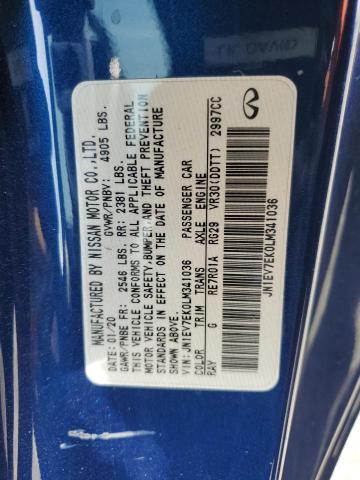 MANUFACTURED BY NISSAN MOTOR CO.,LTD.
01/20 GVWR/PNBV: 4905 LBS.
GAWR/PNBE FR: 2546 LBS. RR: 2381 LBS.
THIS VEHICLE CONFORMS TO ALL APPLICABLE FEDERAL
MOTOR VEHICLE SAFETY,BUMPER,AND THEFT PREVENTION
STANDARDS IN EFFECT ON THE DATE OF MANUFACTURE
SHOWN ABOVE.
VIN:JN1EV7EK0LM341036 PASSENGER CAR
COLOR TRIM TRANS AXLE ENGINE
RAY G RE7R01A RG29 VR30(DDTT) 2997CC
JN1EV7EK0LM341036